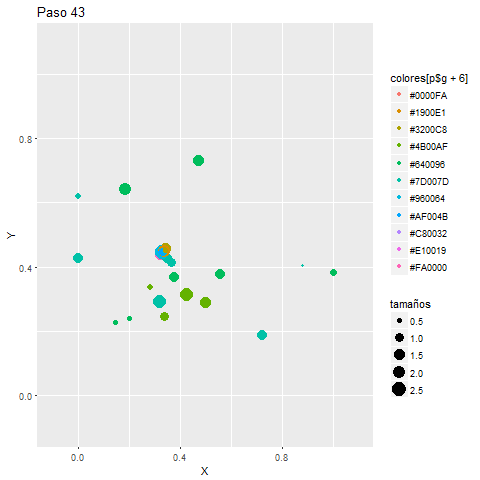 Paso 43
colores[p$g + 6]
#0000FA
#1900E1
#3200C8
#4B00AF
#640096
#7D007D
#960064
#AF004B
#C80032
#E10019
#FA0000
tamaños
0.5
1.0
1.5
2.0
2.5
Y
0.8
0.4
0.0
0.0
0.4
0.8
X